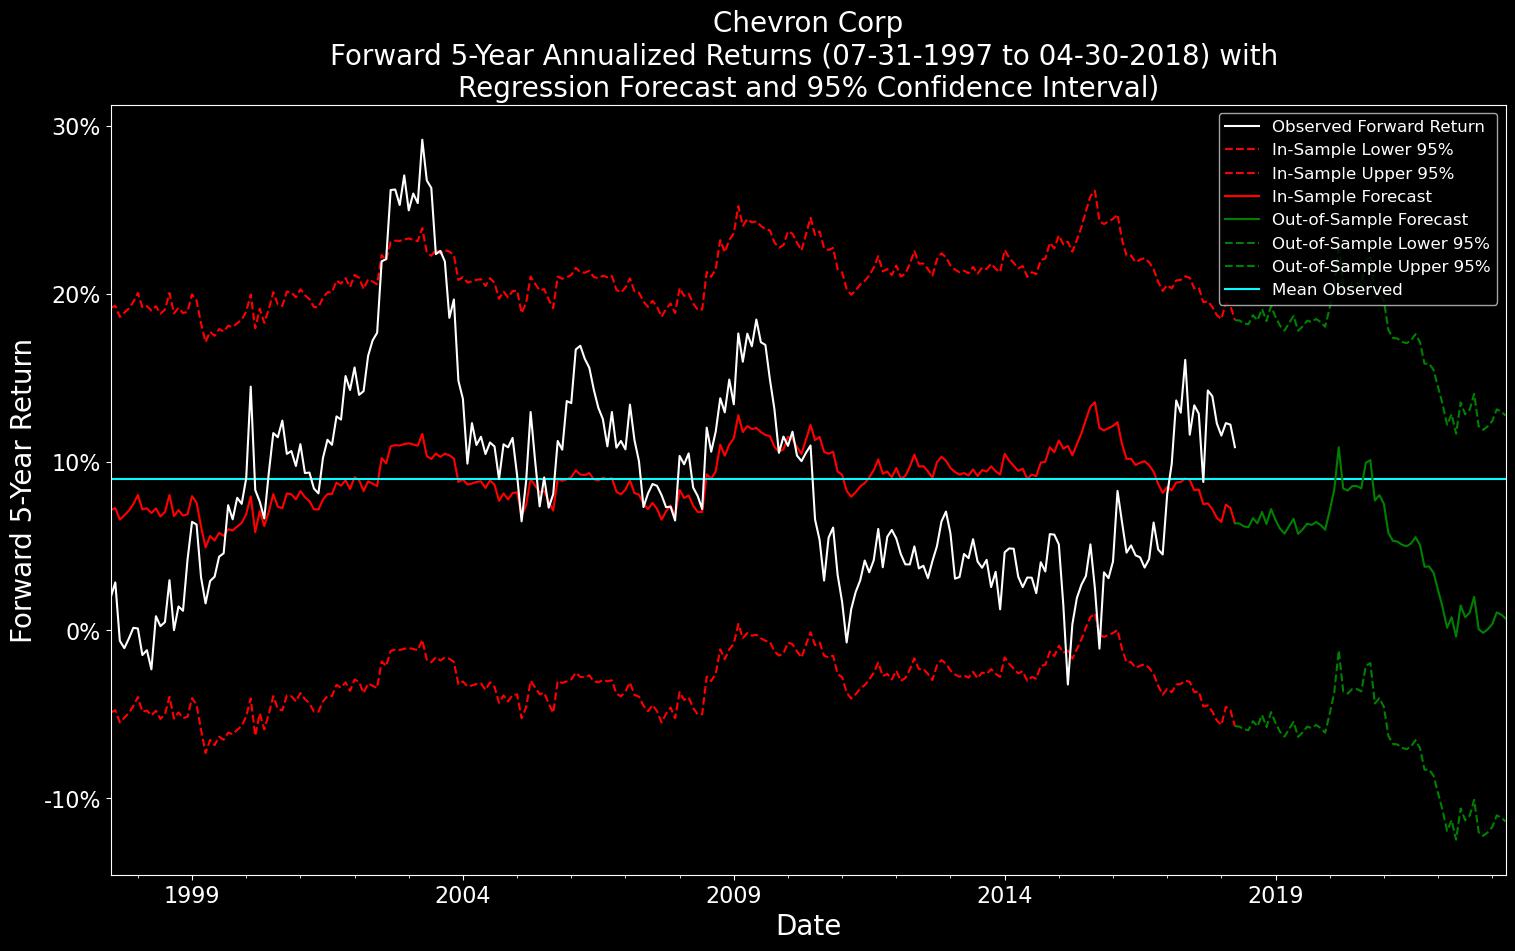 Chevron Corp
Forward 5-Year Annualized Returns (07-31-1997 to 04-30-2018) with
Regression Forecast and 95% Confidence Interval)
Observed Forward Return
In-Sample Lower 95%
In-Sample Upper 95%
In-Sample Forecast
Out-of-Sample Forecast
Out-of-Sample Lower 95%
Out-of-Sample Upper 95%
Mean Observed
Forward 5-Year Return
30%
20%
10%
0%
-10%
1999 2004 2009 2014 2019
Date